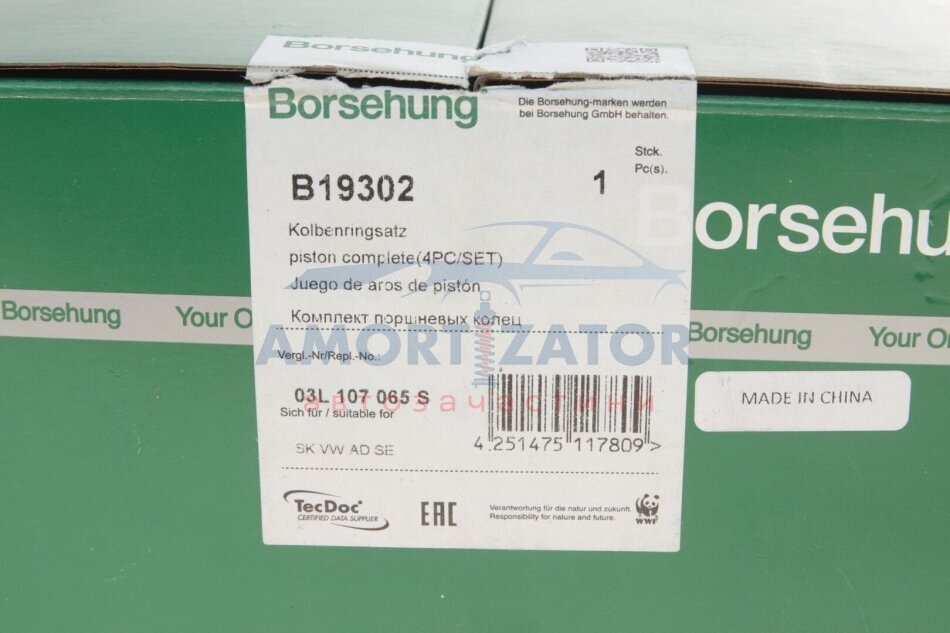 Borsehung
Borsehung
Die Borsehung-marken werden
bei Borsehung GmbH behalten.
B19302
1
Stck.
Pc(s).
Kolbenringsatz
piston complete(4PC/SET)
Juego de aros de pistón
Комплект поршневых колец
Vergl.-Nr/Repl.-No.:
03L 107 065 S
Sich für / suitable for
SK VW AD SE
4 251475 117809 >
TecDoc
CERTIFIED DATA SUPPLIER
EAC
Verantwortung für die natur und zukunft.
Responsibility for nature and future.
WWF
Borsehu
Borsehung Your O
Borsehung Your Or
MADE IN CHINA
AMORTIZATOR
автозапчастини